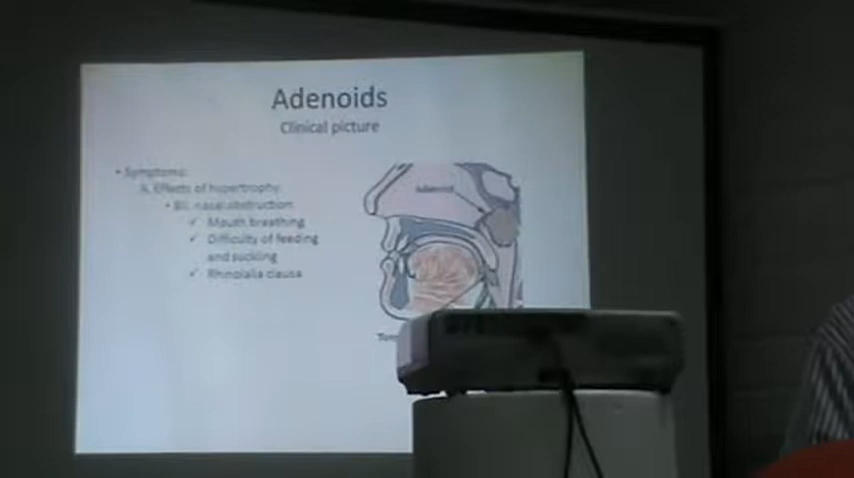 Adenoids
Clinical picture
• Symptoms:
A. Effects of hypertrophy:
• Bil. nasal obstruction
✓ Mouth breathing
✓ Difficulty of feeding
and suckling
✓ Rhinolalia clausa
Adenoid